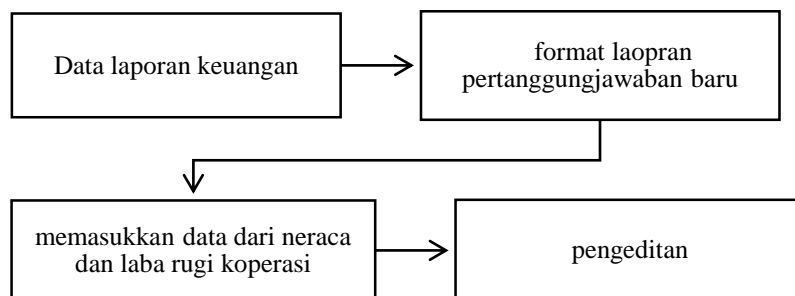 Data laporan keuangan
format laopran
pertanggungjawaban baru
memasukkan data dari neraca
dan laba rugi koperasi
pengeditan